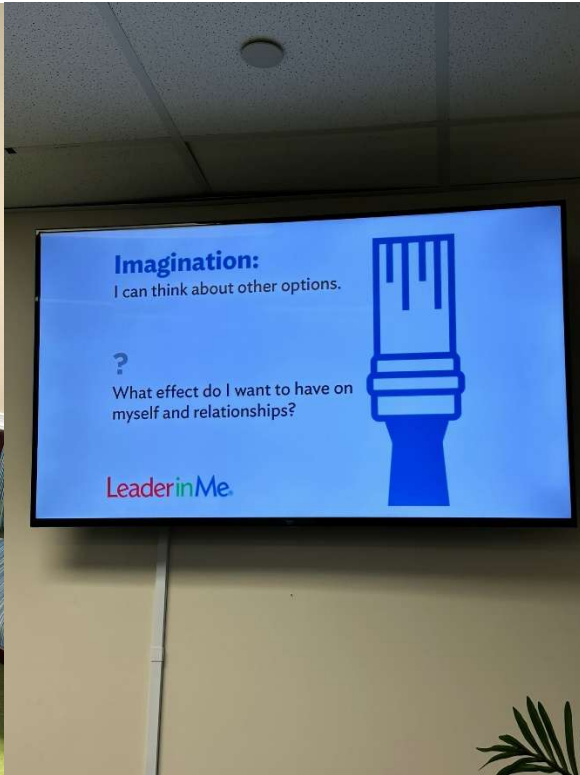 Imagination:
I can think about other options.
?
What effect do I want to have on
myself and relationships?
LeaderinMe®